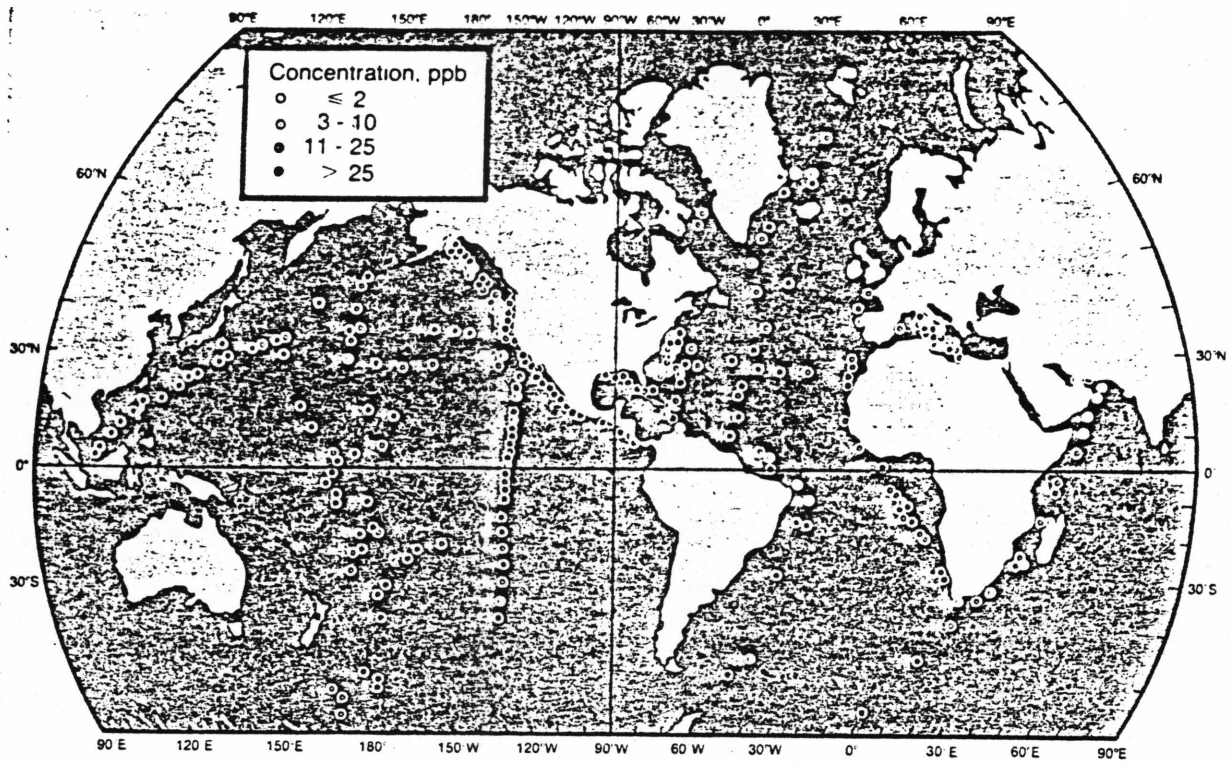 90°E 120°E 150°E 180° 150°W 120°W 90°W 60°W 30°W 0° 30°E 60°E 90°E
Concentration, ppb
≤ 2
3 - 10
11 - 25
> 25
60°N 60°N
30°N 30°N
0° 0°
30°S 30°S
90 E 120 E 150°E 180° 150°W 120°W 90°W 60 W 30°W 0° 30 E 60°E 90°E